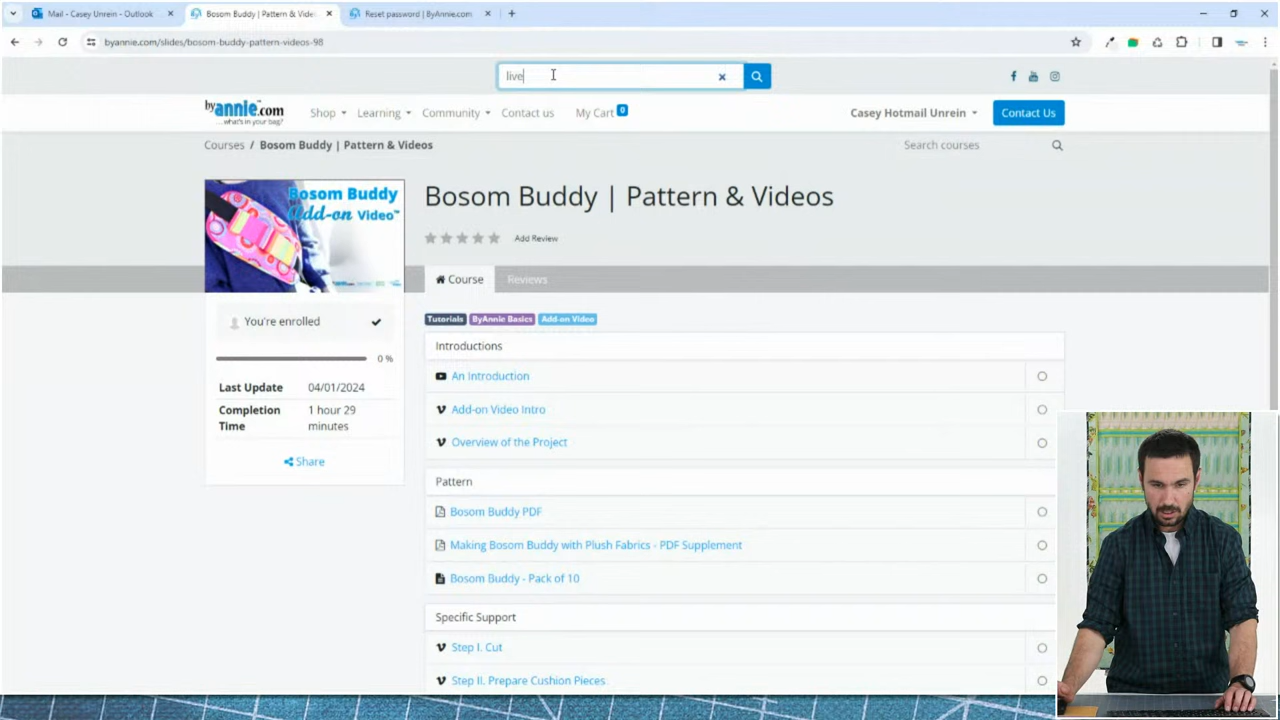 Mail - Casey Unrein - Outlook
Bosom Buddy | Pattern & Vide
Reset password | ByAnnie.com
byannie.com/slides/bosom-buddy-pattern-videos-98
live
byannie.com
...what's in your bag?
Shop
Learning
Community
Contact us
My Cart 0
Casey Hotmail Unrein
Contact Us
Courses / Bosom Buddy | Pattern & Videos
Search courses
Bosom Buddy
Add-on Video™
Bosom Buddy | Pattern & Videos
Add Review
Course
Reviews
You're enrolled
0 %
Last Update 04/01/2024
Completion Time 1 hour 29 minutes
Share
Tutorials ByAnnie Basics Add-on Video
Introductions
An Introduction
Add-on Video Intro
Overview of the Project
Pattern
Bosom Buddy PDF
Making Bosom Buddy with Plush Fabrics - PDF Supplement
Bosom Buddy - Pack of 10
Specific Support
Step I. Cut
Step II. Prepare Cushion Pieces